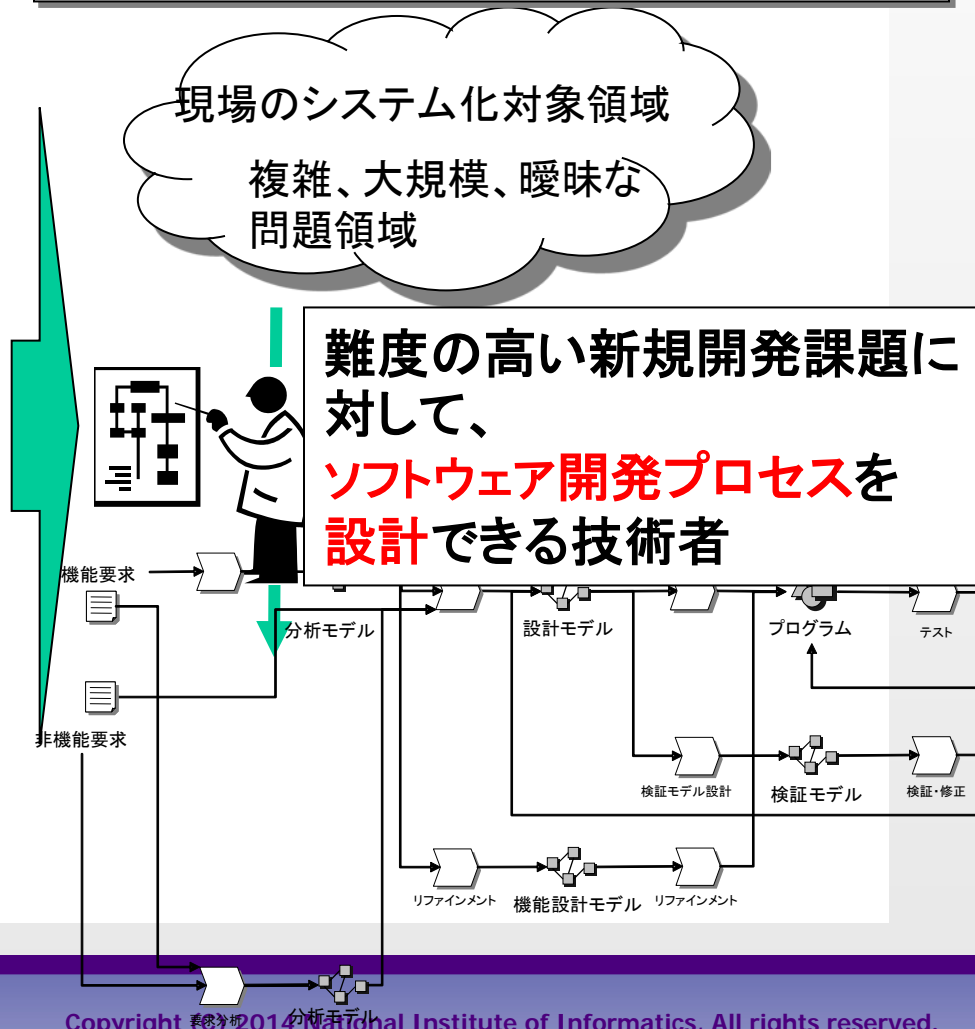 現場のシステム化対象領域
複雑、大規模、曖昧な
問題領域
難度の高い新規開発課題に
対して、
ソフトウェア開発プロセスを
設計できる技術者
機能要求
分析モデル
設計モデル
プログラム
テスト
非機能要求
検証モデル設計
検証モデル
検証・修正
リファインメント
機能設計モデル
リファインメント
要求分析
分析モデル
Copyright (C) 2014 National Institute of Informatics. All rights reserved.